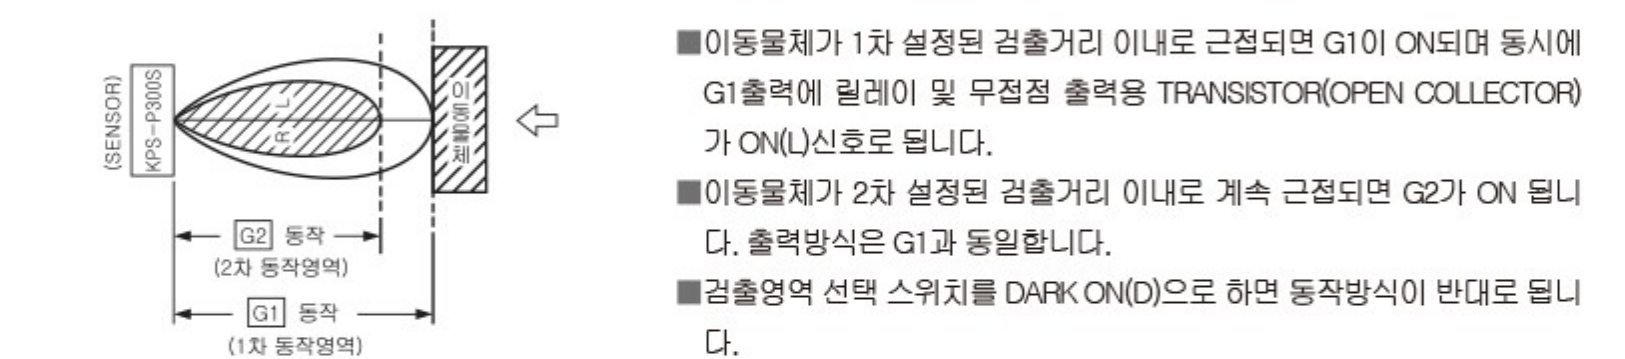 (SENSOR)
KPS-P300S
L
R
이동물체
G2 동작
(2차 동작영역)
G1 동작
(1차 동작영역)
■이동물체가 1차 설정된 검출거리 이내로 근접되면 G1이 ON되며 동시에
G1출력에 릴레이 및 무접점 출력용 TRANSISTOR(OPEN COLLECTOR)
가 ON(L)신호로 됩니다.
■이동물체가 2차 설정된 검출거리 이내로 계속 근접되면 G2가 ON 됩니
다. 출력방식은 G1과 동일합니다.
■검출영역 선택 스위치를 DARK ON(D)으로 하면 동작방식이 반대로 됩니
다.